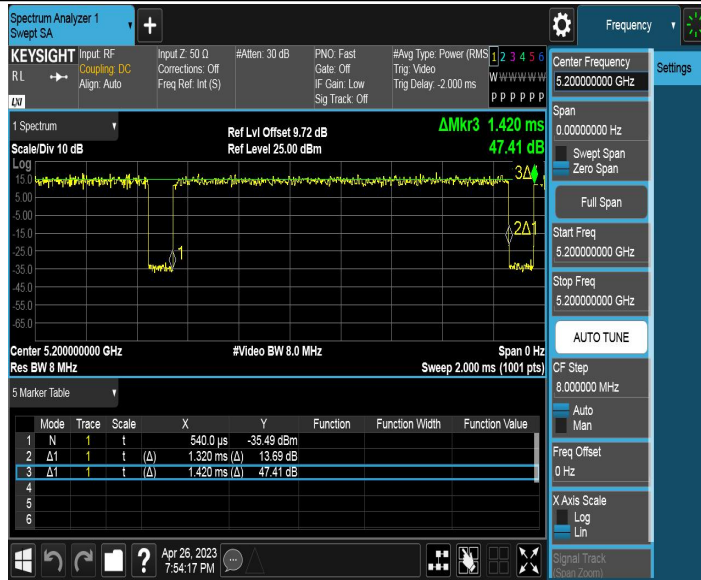 Spectrum Analyzer 1
Swept SA
+
Frequency
KEYSIGHT
Input: RF
Input Z: 50 Ω
#Atten: 30 dB
PNO: Fast
#Avg Type: Power (RMS
1 2 3 4 5 6
RL
Coupling: DC
Corrections: Off
Gate: Off
Trig: Video
W W W W W W
Align: Auto
Freq Ref: Int (S)
IF Gain: Low
Trig Delay: -2.000 ms
Sig Track: Off
P P P P P P
LXI
1 Spectrum
Ref Lvl Offset 9.72 dB
ΔMkr3 1.420 ms
Scale/Div 10 dB
Ref Level 25.00 dBm
47.41 dB
Log
15.0
3Δ1
5.00
-5.00
-15.0
2Δ1
-25.0
1
-35.0
-45.0
-55.0
-65.0
Center 5.200000000 GHz
#Video BW 8.0 MHz
Span 0 Hz
Res BW 8 MHz
Sweep 2.000 ms (1001 pts)
5 Marker Table
Mode Trace Scale X Y Function Function Width Function Value
1 N 1 t 540.0 µs -35.49 dBm
2 Δ1 1 t (Δ) 1.320 ms (Δ) 13.69 dB
3 Δ1 1 t (Δ) 1.420 ms (Δ) 47.41 dB
4
5
6
?
Apr 26, 2023
7:54:17 PM
Center Frequency
5.200000000 GHz
Settings
Span
0.00000000 Hz
Swept Span
Zero Span
Full Span
Start Freq
5.200000000 GHz
Stop Freq
5.200000000 GHz
AUTO TUNE
CF Step
8.000000 MHz
Auto
Man
Freq Offset
0 Hz
X Axis Scale
Log
Lin
Signal Track
(Span Zoom)